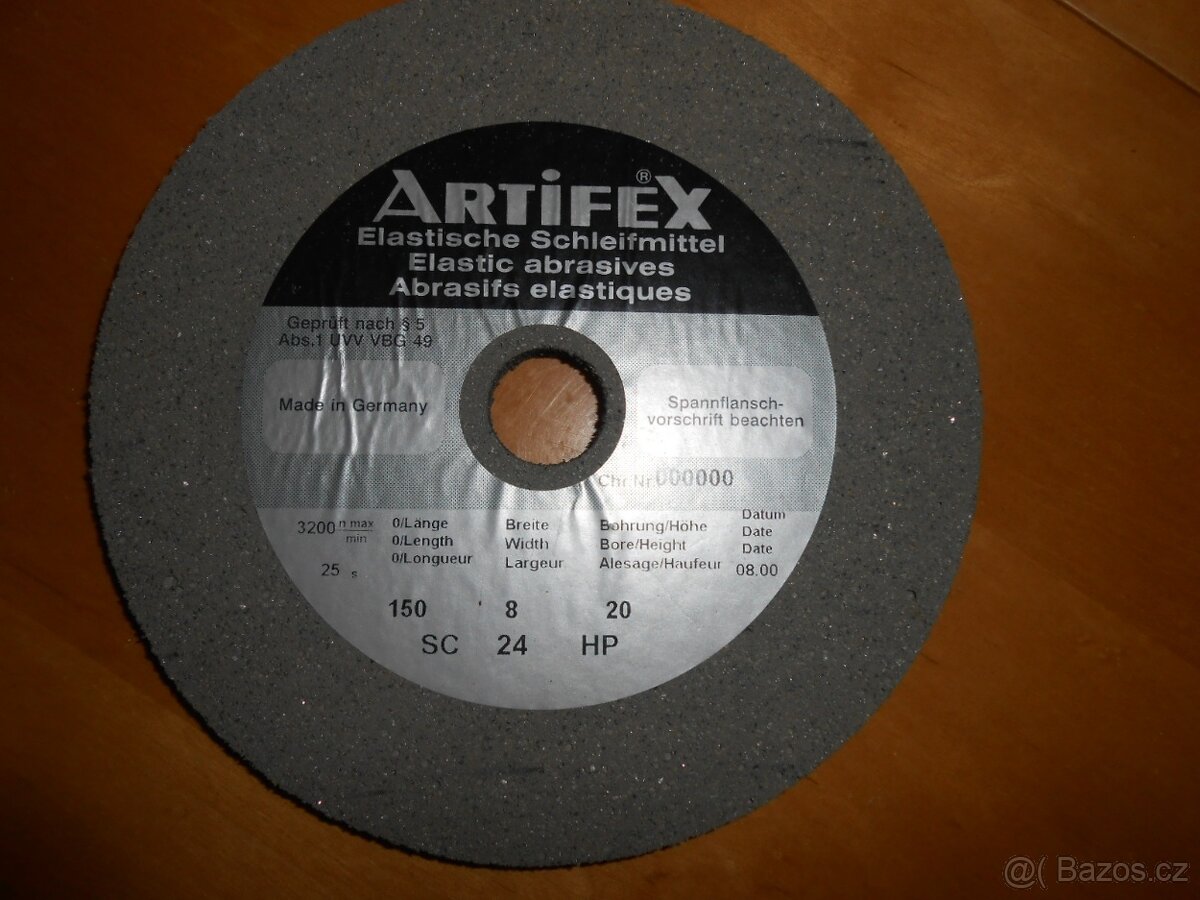 ARTIFEX®
Elastische Schleifmittel
Elastic abrasives
Abrasifs elastiques
Geprüft nach § 5
Abs.1 UVV VBG 49
Made in Germany
Spannflansch-
vorschrift beachten
Chr.Nr. 000000
3200 n max
min
25 s
0/Länge Breite Bohrung/Höhe Datum
0/Length Width Bore/Height Date
0/Longueur Largeur Alesage/Haufeur Date
08.00
150 8 20
SC 24 HP
@( Bazos.cz